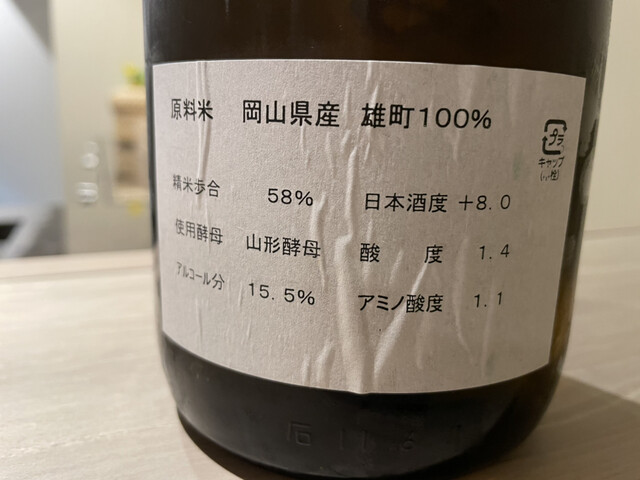 原料米 岡山県産 雄町100%
プラ
キャップ
精米歩合 58% 日本酒度 +8.0
使用酵母 山形酵母 酸 度 1.4
アルコール分 15.5% アミノ酸度 1.1